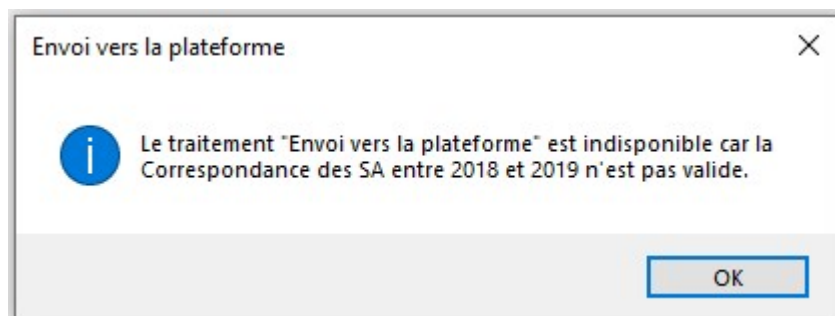 Envoi vers la plateforme
Le traitement "Envoi vers la plateforme" est indisponible car la
Correspondance des SA entre 2018 et 2019 n'est pas valide.
OK